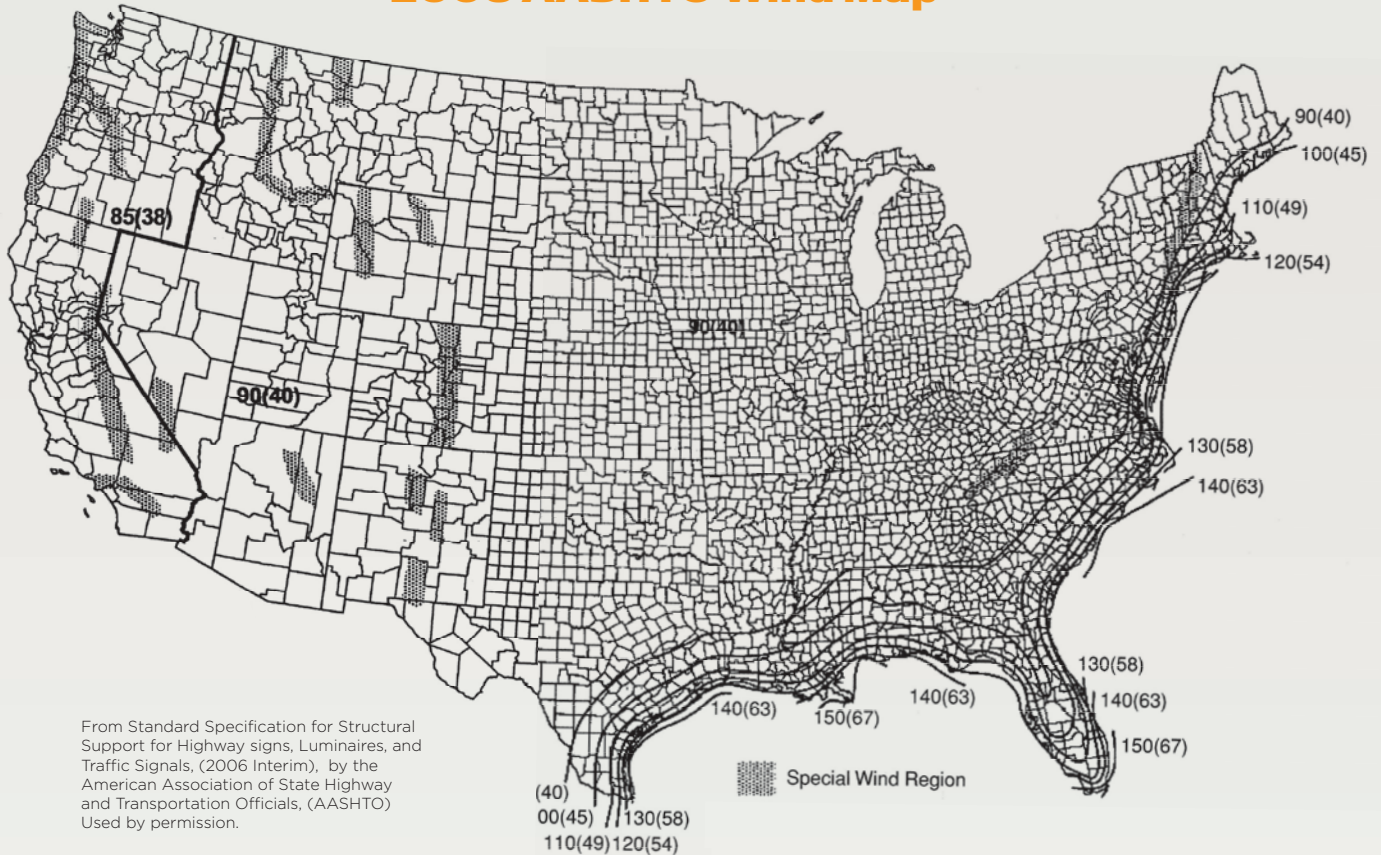 Wind Map
90(40)
100(45)
110(49)
85(38)
120(54)
90(40)
90(40)
130(58)
140(63)
130(58)
140(63)
140(63)
140(63)
150(67)
150(67)
From Standard Specification for Structural
Support for Highway signs, Luminaires, and
Traffic Signals, (2006 Interim), by the
American Association of State Highway
and Transportation Officials, (AASHTO)
Used by permission.
Special Wind Region
(40)
00(45) 130(58)
110(49) 120(54)